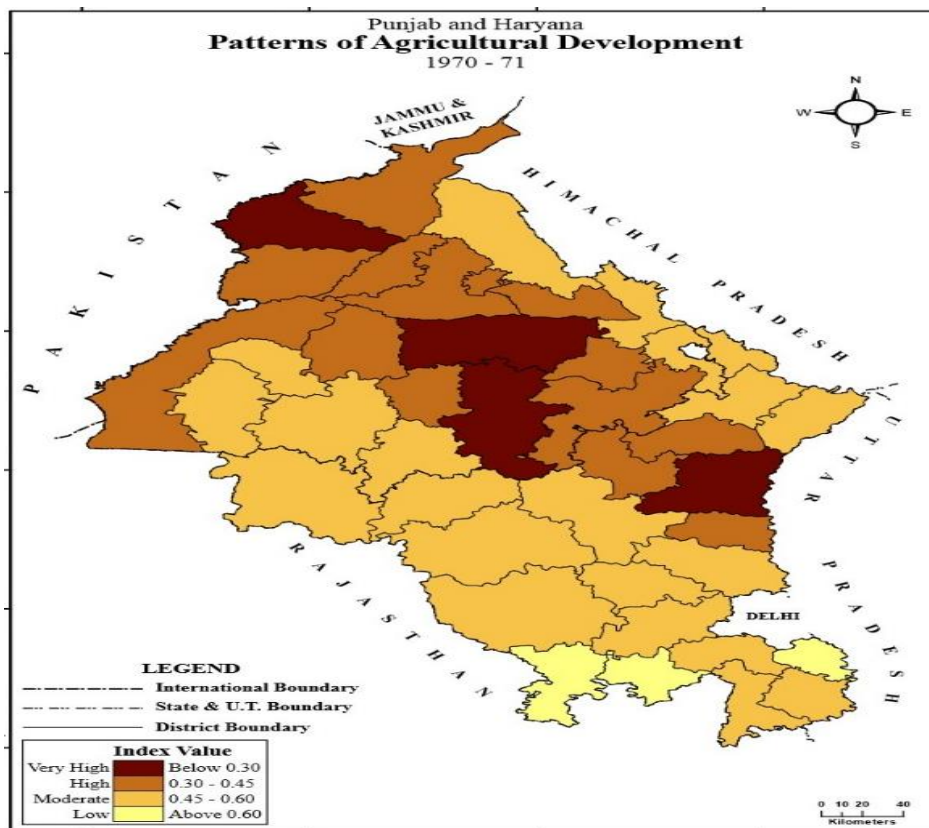 Punjab and Haryana
Patterns of Agricultural Development
1970 - 71
JAMMU &
KASHMIR
N
W E
S
PAKISTAN
HIMACHAL PRADESH
UTTAR PRADESH
RAJASTHAN
DELHI
LEGEND
International Boundary
State & U.T. Boundary
District Boundary
Index Value
Very High Below 0.30
High 0.30 - 0.45
Moderate 0.45 - 0.60
Low Above 0.60
0 10 20 40
Kilometers